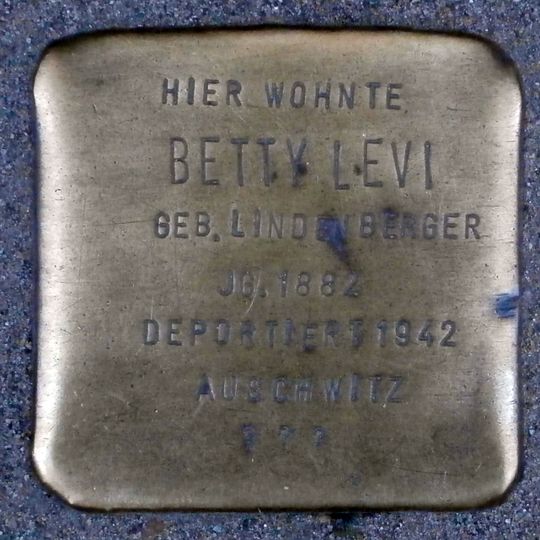 HIER WOHNTE
BETTY LEVI
GEB. LINDENBERGER
JG. 1882
DEPORTIERT 1942
AUSCHWITZ
? ? ?